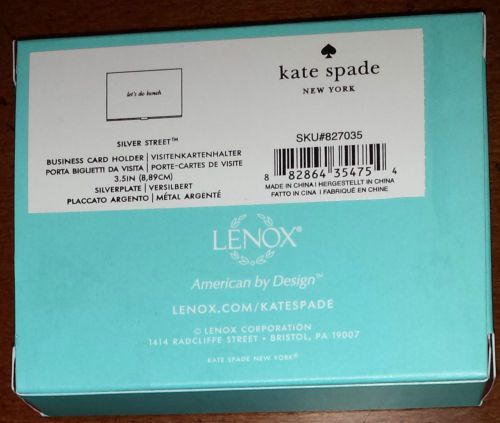 let's do lunch
SILVER STREET™
BUSINESS CARD HOLDER | VISITENKARTENHALTER
PORTA BIGLIETTI DA VISITA | PORTE-CARTES DE VISITE
3.5IN (8,89CM)
SILVERPLATE | VERSILBERT
PLACCATO ARGENTO | MÉTAL ARGENTÉ
kate spade
NEW YORK
SKU#827035
8 82864 35475 4
MADE IN CHINA | HERGESTELLT IN CHINA
FATTO IN CINA | FABRIQUÉ EN CHINE
LENOX®
American by Design™
LENOX.COM/KATESPADE
© LENOX CORPORATION
1414 RADCLIFFE STREET • BRISTOL, PA 19007
KATE SPADE NEW YORK®